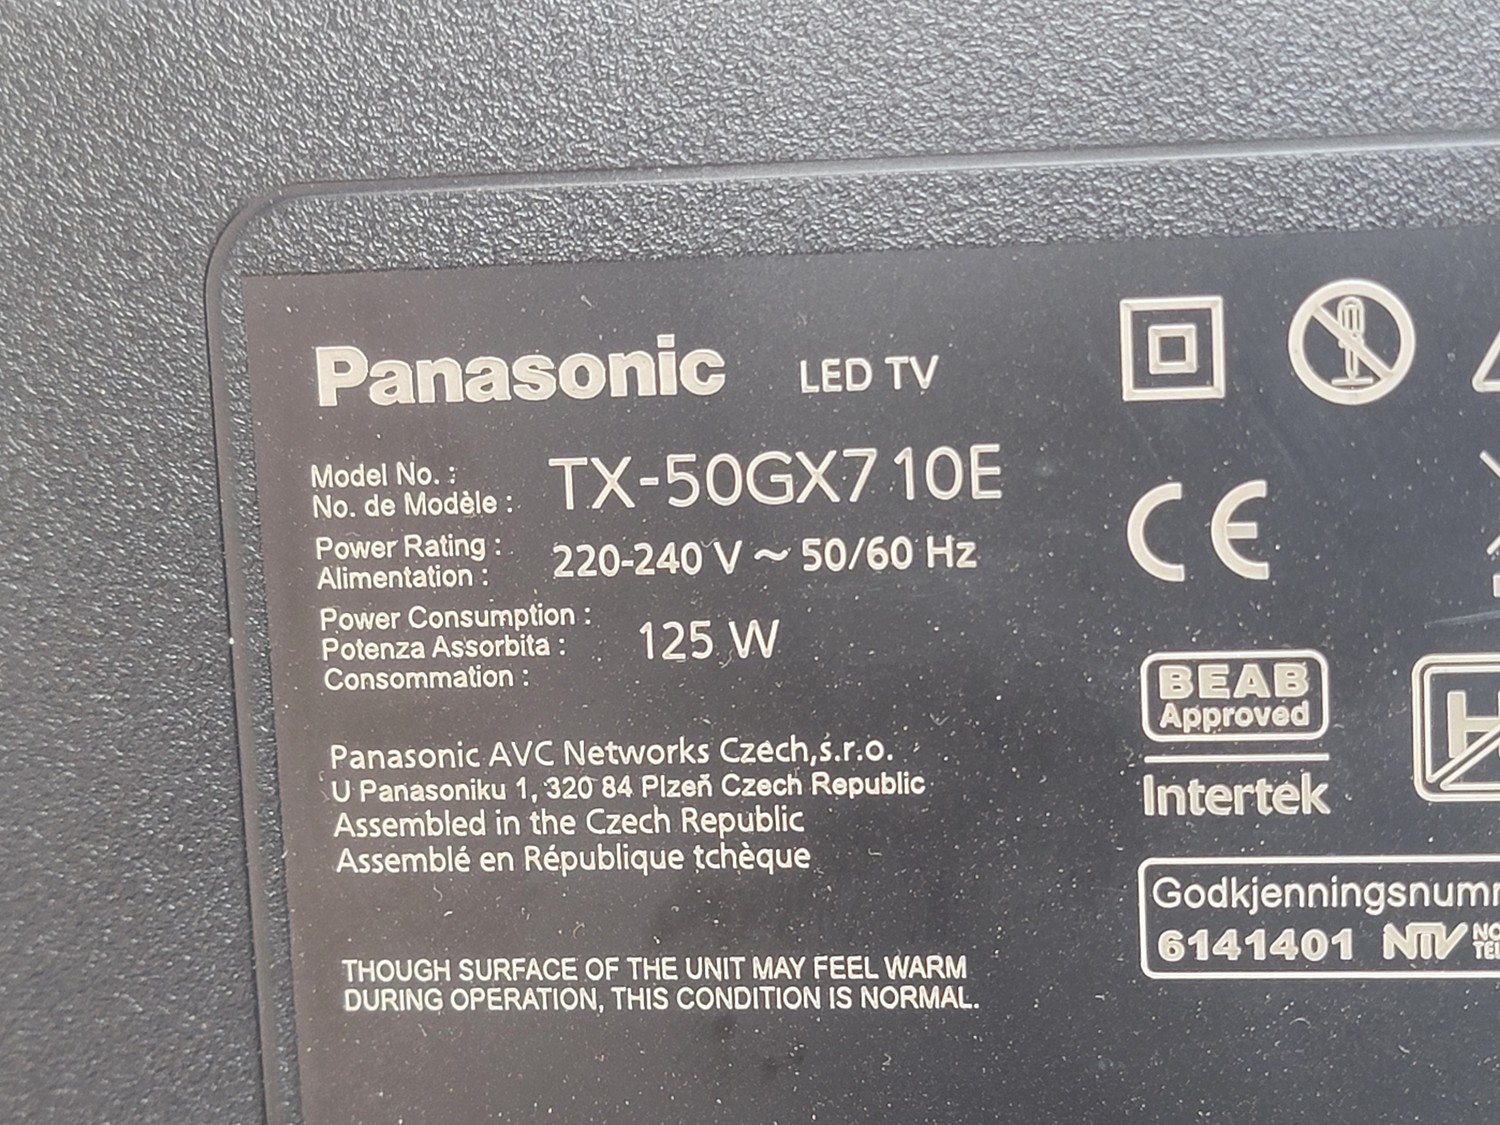 Panasonic LED TV
Model No. :
No. de Modèle : TX-50GX710E
Power Rating :
Alimentation : 220-240 V ~ 50/60 Hz
Power Consumption :
Potenza Assorbita : 125 W
Consommation :
Panasonic AVC Networks Czech,s.r.o.
U Panasoniku 1, 320 84 Plzeň Czech Republic
Assembled in the Czech Republic
Assemblé en République tchèque
THOUGH SURFACE OF THE UNIT MAY FEEL WARM
DURING OPERATION, THIS CONDITION IS NORMAL.
CE
BEAB
Approved
Intertek
Godkjenningsnumm
6141401 NTV